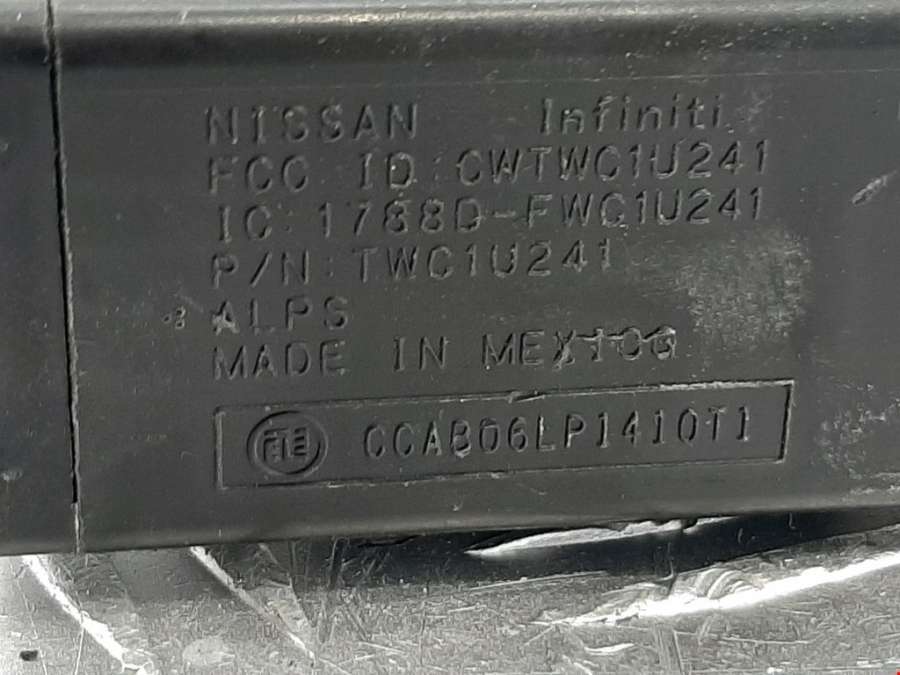 NISSAN Infiniti
FCC ID:CWTWC1U241
IC:1788D-FWC1U241
P/N:TWC1U241
ALPS
MADE IN MEXICO
CCAB06LP1410T1